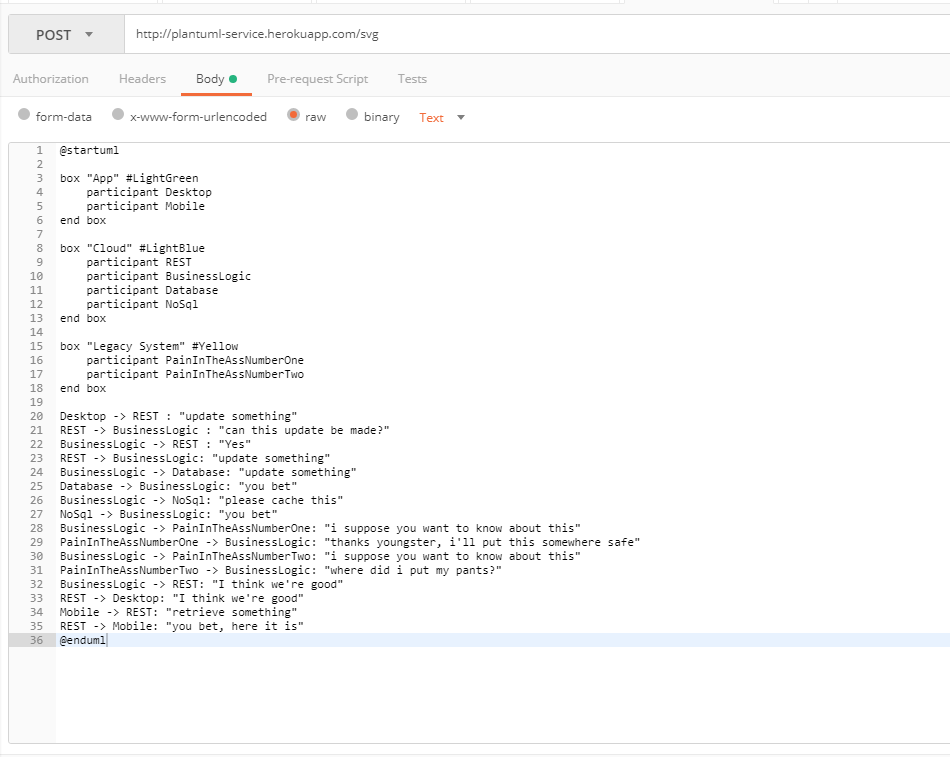 POST http://plantuml-service.herokuapp.com/svg
Authorization Headers Body Pre-request Script Tests
form-data x-www-form-urlencoded raw binary Text
1 @startuml
2
3 box "App" #LightGreen
4 participant Desktop
5 participant Mobile
6 end box
7
8 box "Cloud" #LightBlue
9 participant REST
10 participant BusinessLogic
11 participant Database
12 participant NoSql
13 end box
14
15 box "Legacy System" #Yellow
16 participant PainInTheAssNumberOne
17 participant PainInTheAssNumberTwo
18 end box
19
20 Desktop -> REST : "update something"
21 REST -> BusinessLogic : "can this update be made?"
22 BusinessLogic -> REST : "Yes"
23 REST -> BusinessLogic: "update something"
24 BusinessLogic -> Database: "update something"
25 Database -> BusinessLogic: "you bet"
26 BusinessLogic -> NoSql: "please cache this"
27 NoSql -> BusinessLogic: "you bet"
28 BusinessLogic -> PainInTheAssNumberOne: "i suppose you want to know about this"
29 PainInTheAssNumberOne -> BusinessLogic: "thanks youngster, i'll put this somewhere safe"
30 BusinessLogic -> PainInTheAssNumberTwo: "i suppose you want to know about this"
31 PainInTheAssNumberTwo -> BusinessLogic: "where did i put my pants?"
32 BusinessLogic -> REST: "I think we're good"
33 REST -> Desktop: "I think we're good"
34 Mobile -> REST: "retrieve something"
35 REST -> Mobile: "you bet, here it is"
36 @enduml